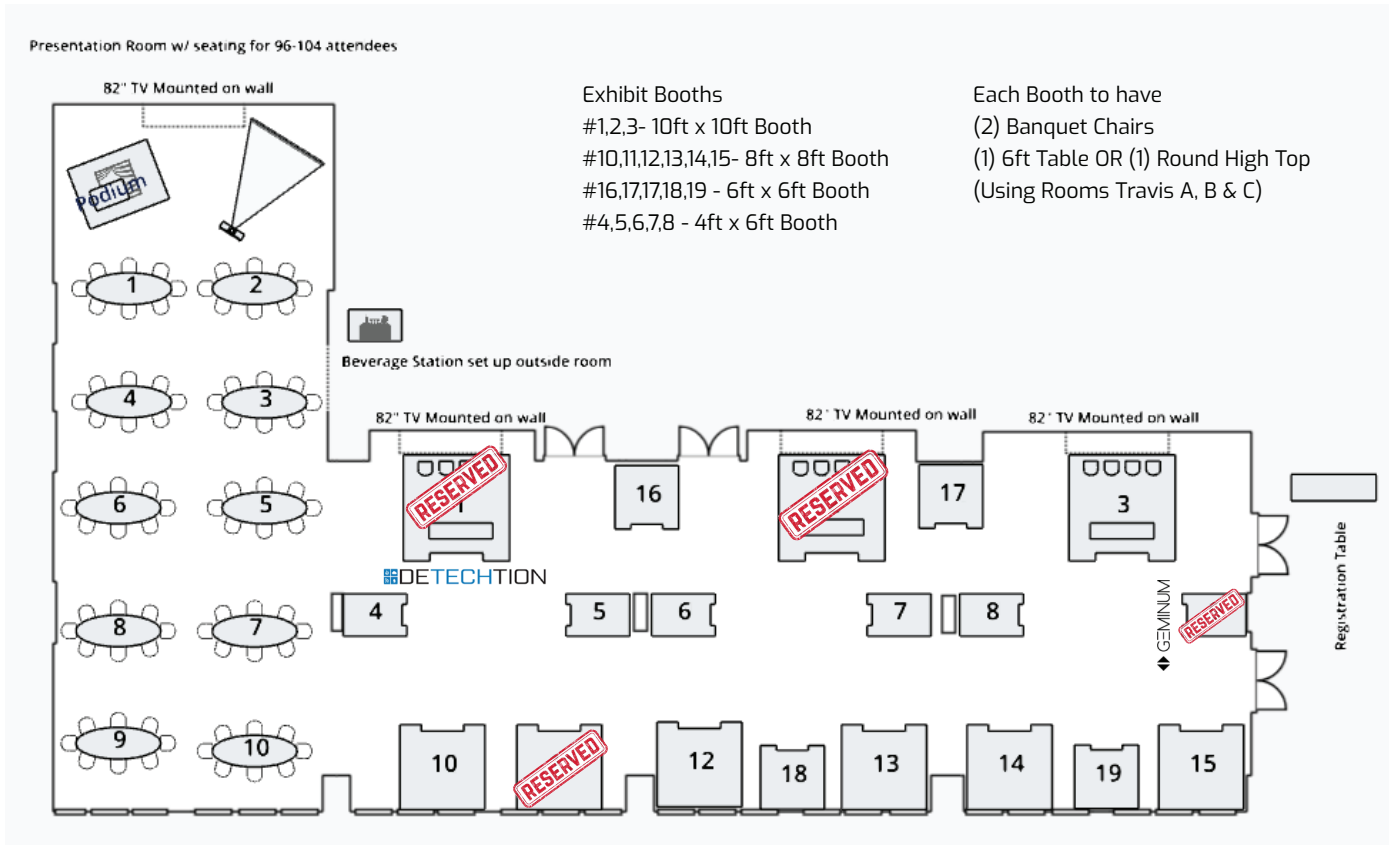 Presentation Room w/ seating for 96-104 attendees
82" TV Mounted on wall
Exhibit Booths
#1,2,3- 10ft x 10ft Booth
#10,11,12,13,14,15- 8ft x 8ft Booth
#16,17,17,18,19 - 6ft x 6ft Booth
#4,5,6,7,8 - 4ft x 6ft Booth
Each Booth to have
(2) Banquet Chairs
(1) 6ft Table OR (1) Round High Top
(Using Rooms Travis A, B & C)
Podium
1
2
Beverage Station set up outside room
4
3
82" TV Mounted on wall
82" TV Mounted on wall
82" TV Mounted on wall
6
5
RESERVED
16
RESERVED
17
3
DETECHTION
Registration Table
GEMINUM
8
7
4
5
6
7
8
RESERVED
9
10
10
RESERVED
12
18
13
14
19
15